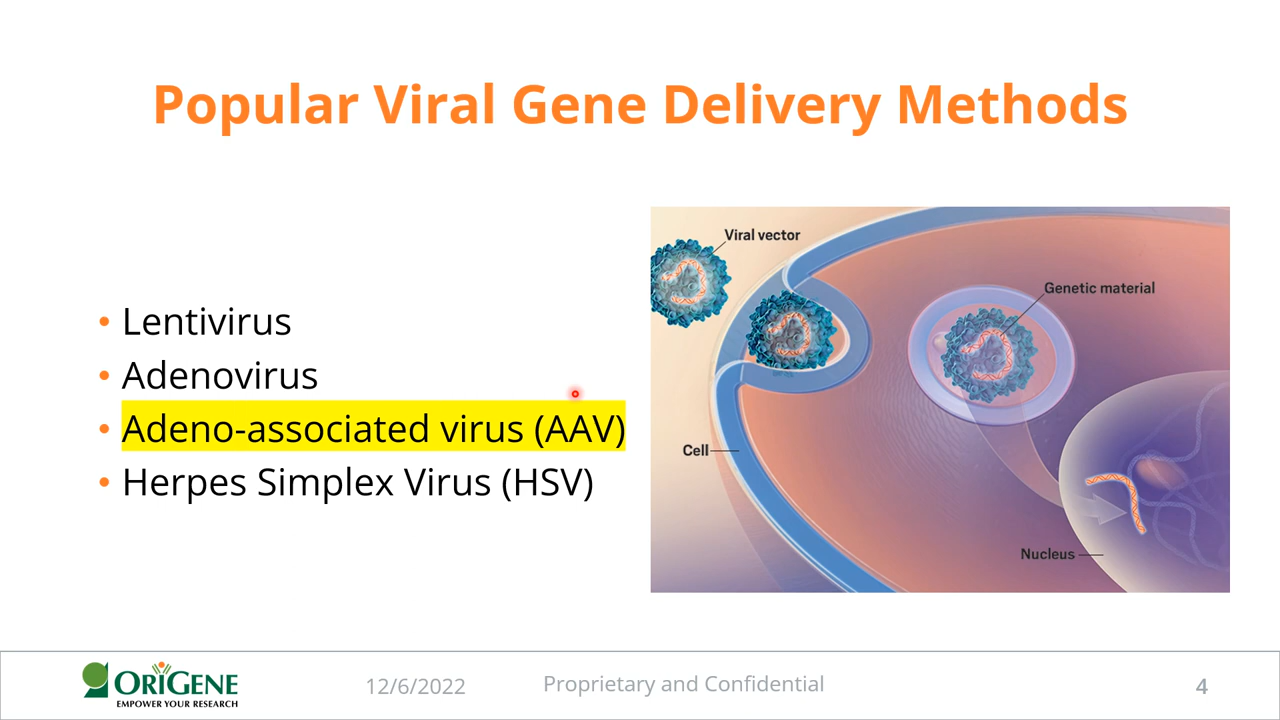 Popular Viral Gene Delivery Methods
• Lentivirus
• Adenovirus
• Adeno-associated virus (AAV)
• Herpes Simplex Virus (HSV)
Viral vector
Genetic material
Cell
Nucleus
ORIGENE
EMPOWER YOUR RESEARCH
12/6/2022
Proprietary and Confidential
4